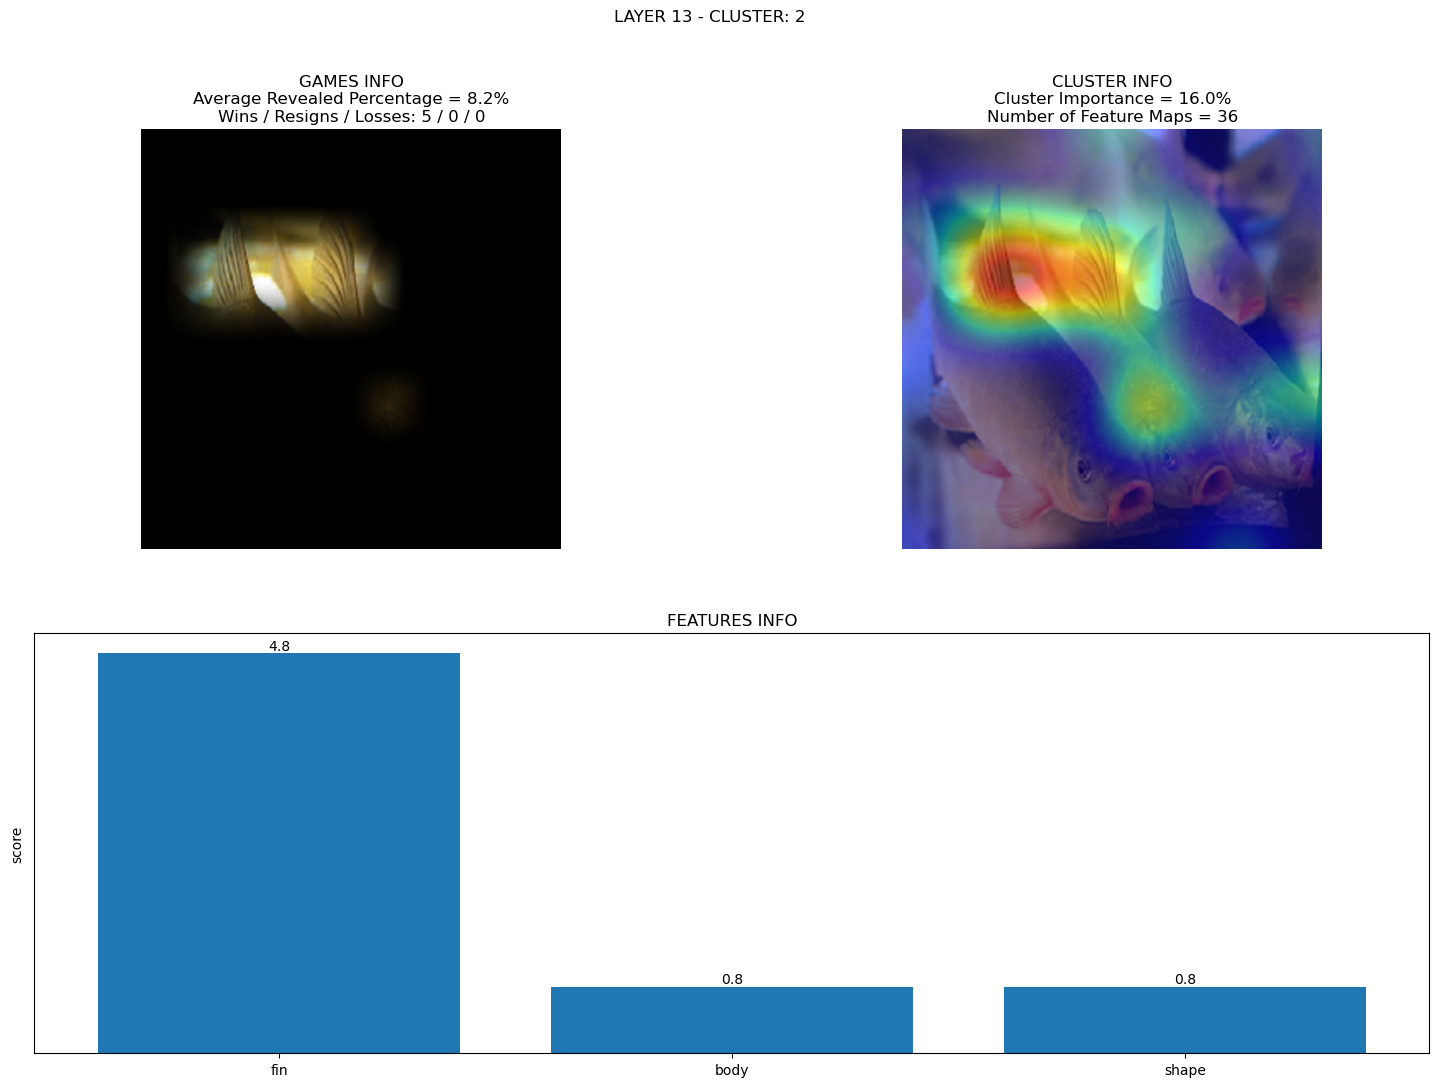 LAYER 13 - CLUSTER: 2
GAMES INFO
Average Revealed Percentage = 8.2%
Wins / Resigns / Losses: 5 / 0 / 0
CLUSTER INFO
Cluster Importance = 16.0%
Number of Feature Maps = 36
FEATURES INFO
score
4.8
0.8
0.8
fin
body
shape